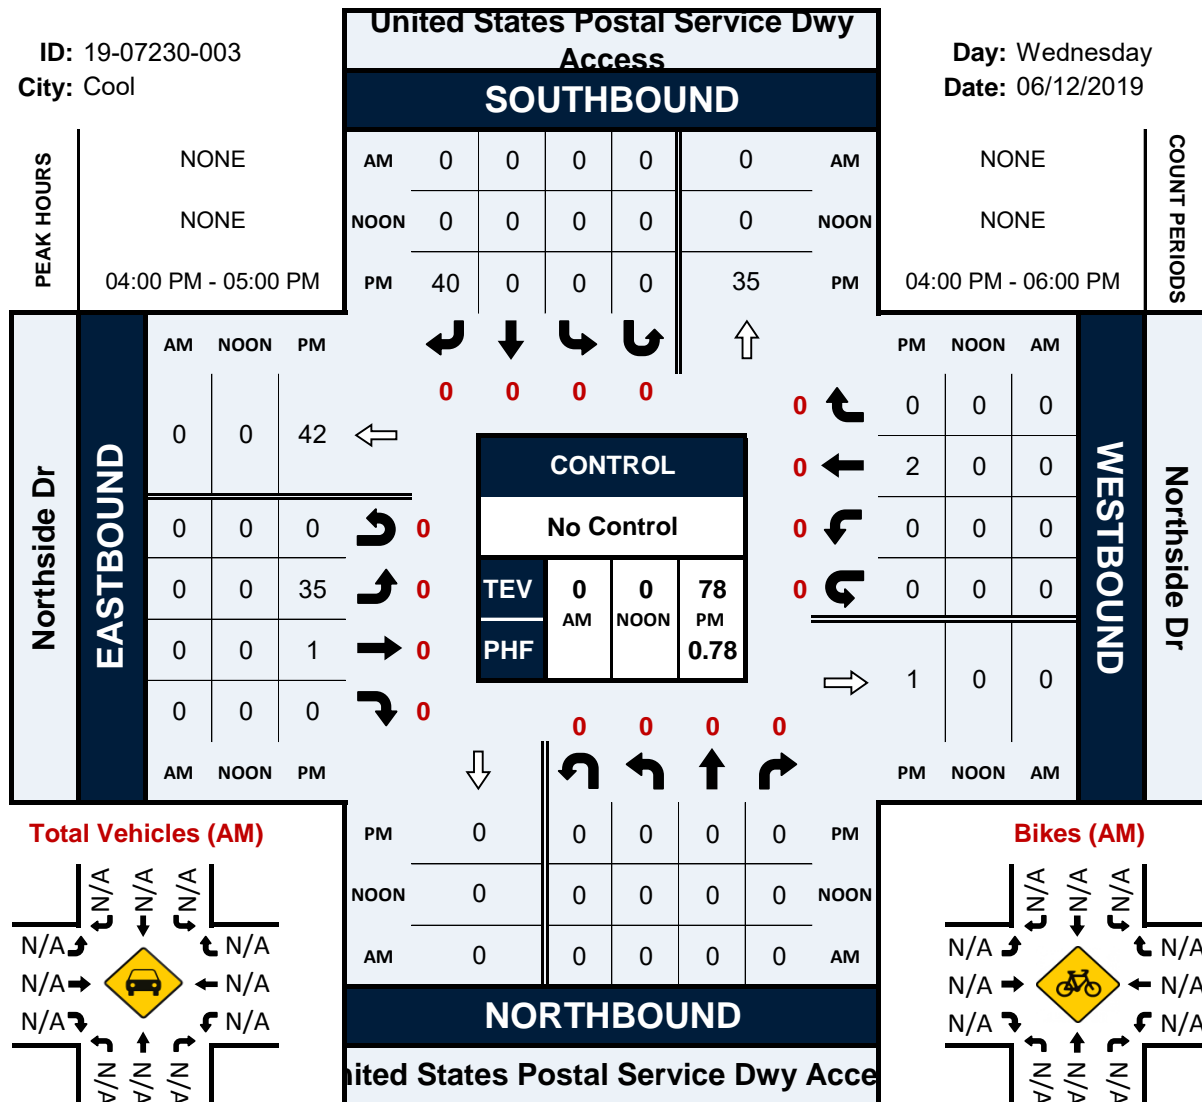 United States Postal Service Dwy
Access
ID: 19-07230-003
City: Cool
Day: Wednesday
Date: 06/12/2019
SOUTHBOUND
PEAK HOURS
NONE
NONE
04:00 PM - 05:00 PM
AM 0 0 0 0 0 AM
NOON 0 0 0 0 0 NOON
PM 40 0 0 0 35 PM
NONE
NONE
04:00 PM - 06:00 PM
COUNT PERIODS
0 0 0 0
Northside Dr
EASTBOUND
AM NOON PM
0 0 42
0 0 0 0
0 0 35 0
0 0 1 0
0 0 0 0
AM NOON PM
CONTROL
No Control
TEV 0 0 78
AM NOON PM
PHF 0.78
PM NOON AM
0 0 0 0
0 2 0 0
0 0 0 0
0 0 0 0
1 0 0
PM NOON AM
WESTBOUND
Northside Dr
0 0 0 0
PM 0 0 0 0 0 PM
NOON 0 0 0 0 0 NOON
AM 0 0 0 0 0 AM
NORTHBOUND
ited States Postal Service Dwy Acce
Total Vehicles (AM)
N/A N/A N/A
N/A N/A
N/A N/A
N/A N/A
N/A N/A N/A
Bikes (AM)
N/A N/A N/A
N/A N/A
N/A N/A
N/A N/A
N/A N/A N/A